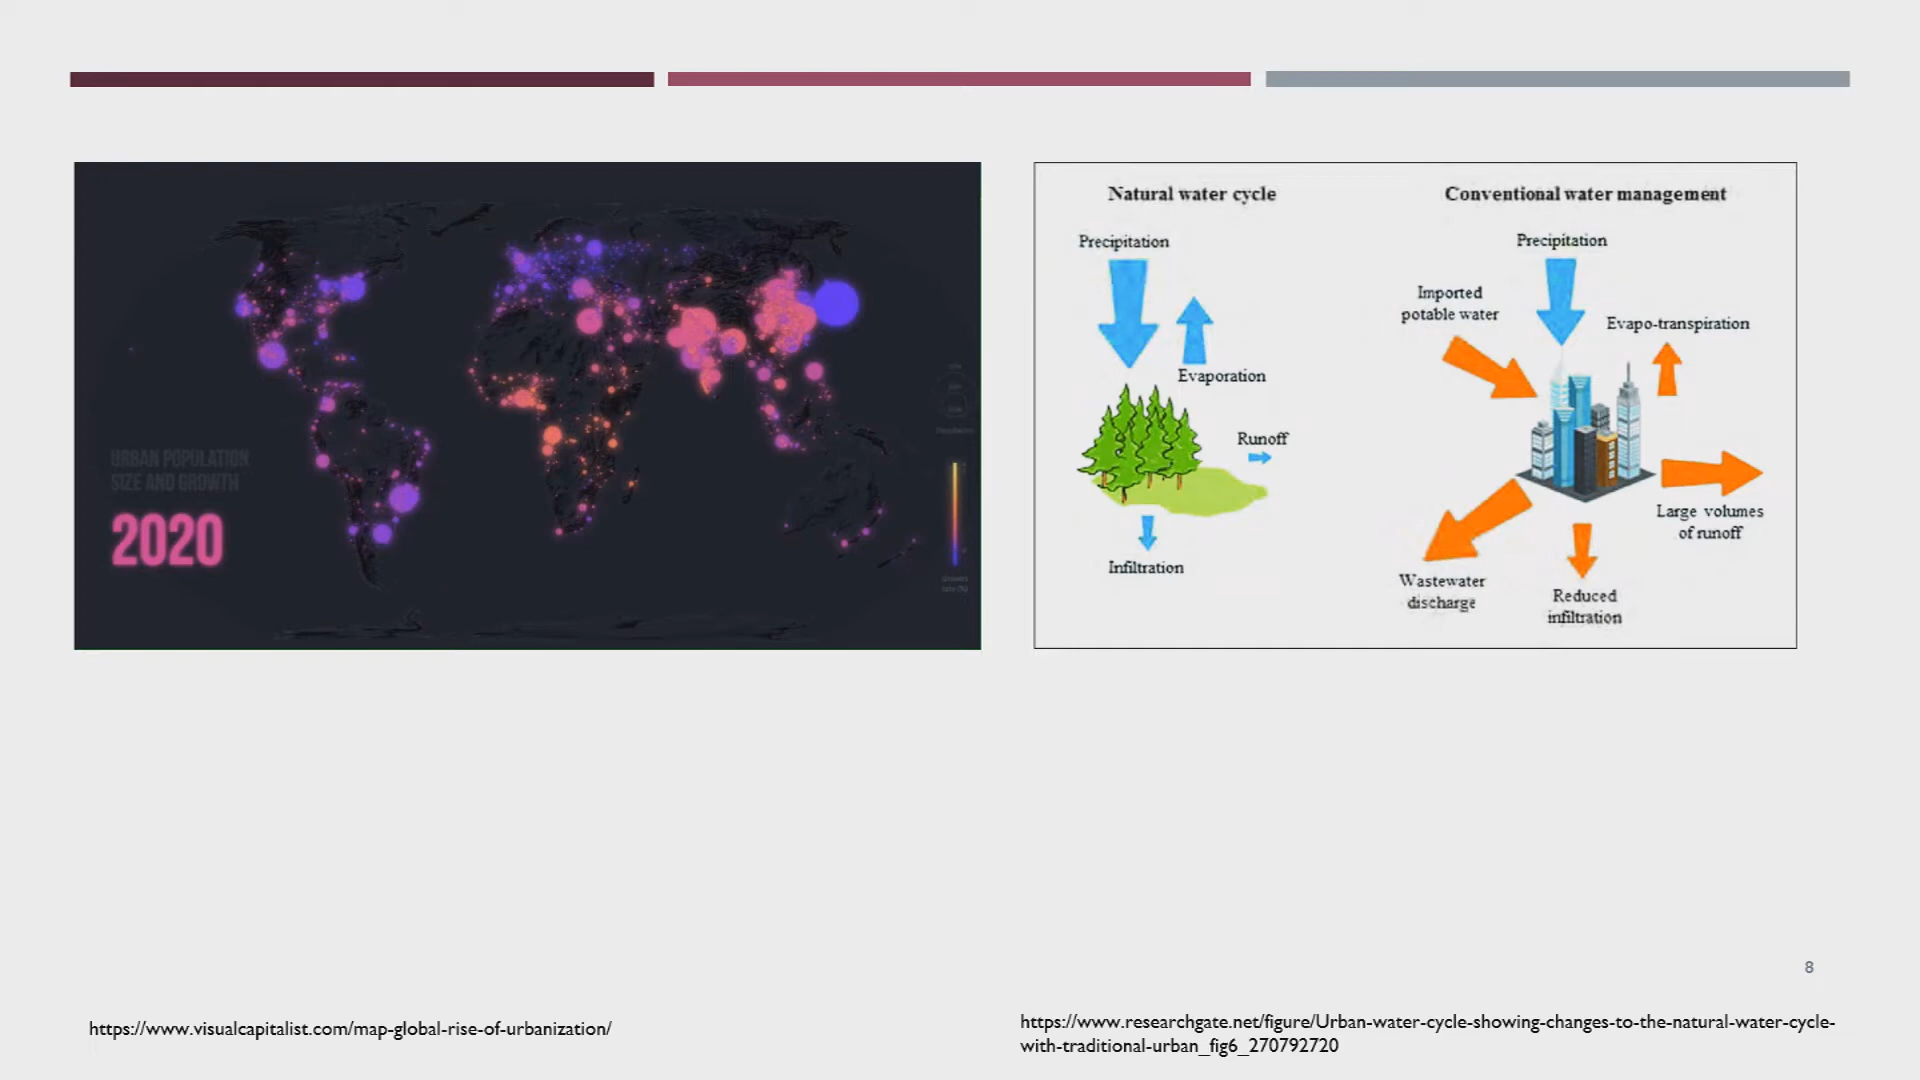 URBAN POPULATION
SIZE AND GROWTH
2020
Natural water cycle
Precipitation
Evaporation
Runoff
Infiltration
Conventional water management
Precipitation
Imported
potable water
Evapo-transpiration
Large volumes
of runoff
Wastewater
discharge
Reduced
infiltration
8
https://www.visualcapitalist.com/map-global-rise-of-urbanization/
https://www.researchgate.net/figure/Urban-water-cycle-showing-changes-to-the-natural-water-cycle-
with-traditional-urban_fig6_270792720